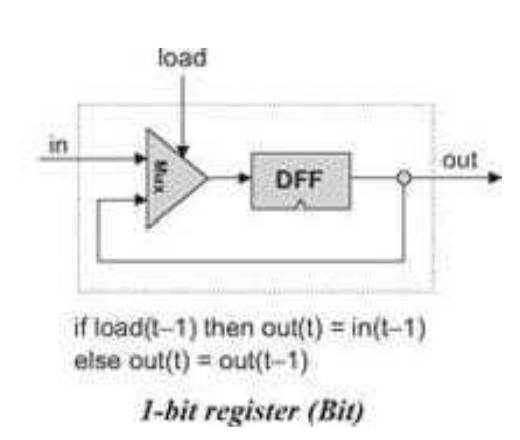 load
in
Mux
DFF
out
if load(t–1) then out(t) = in(t–1)
else out(t) = out(t–1)
1-bit register (Bit)